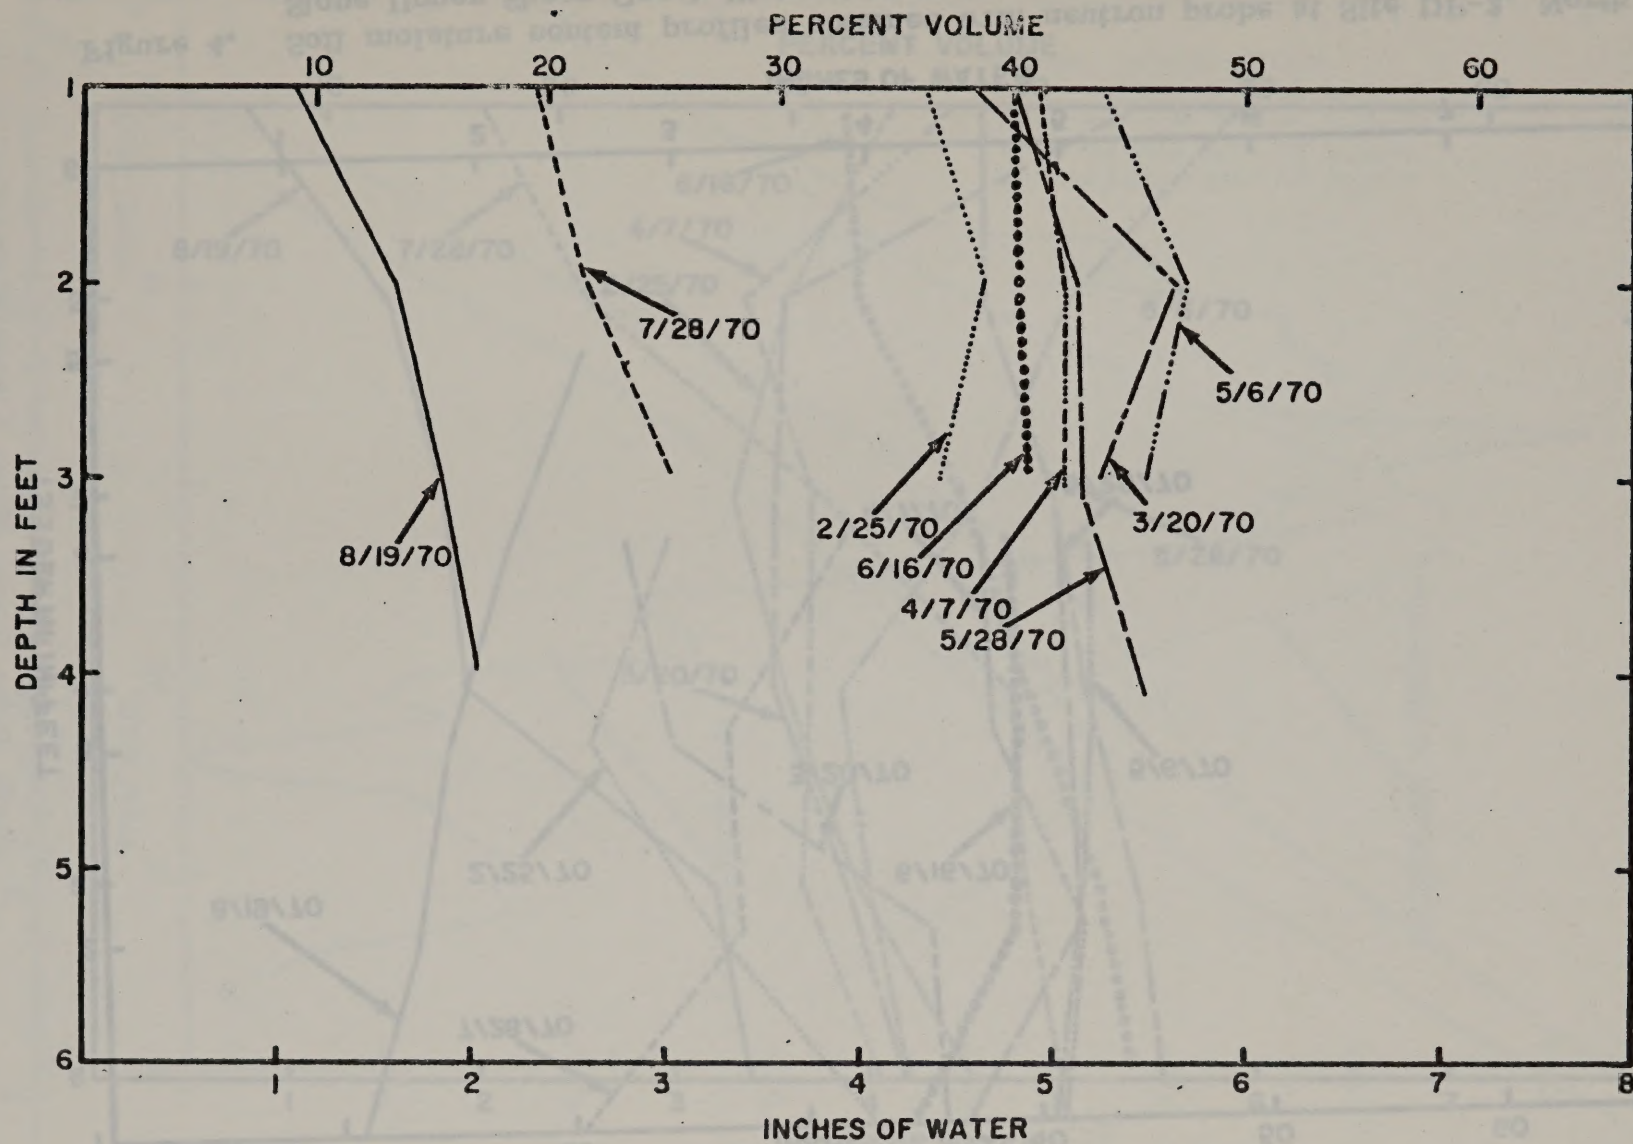 PERCENT VOLUME
10 20 30 40 50 60
1
2
3
4
5
6
DEPTH IN FEET
7/28/70
5/6/70
2/25/70
3/20/70
8/19/70
6/16/70
4/7/70
5/28/70
1 2 3 4 5 6 7 8
INCHES OF WATER